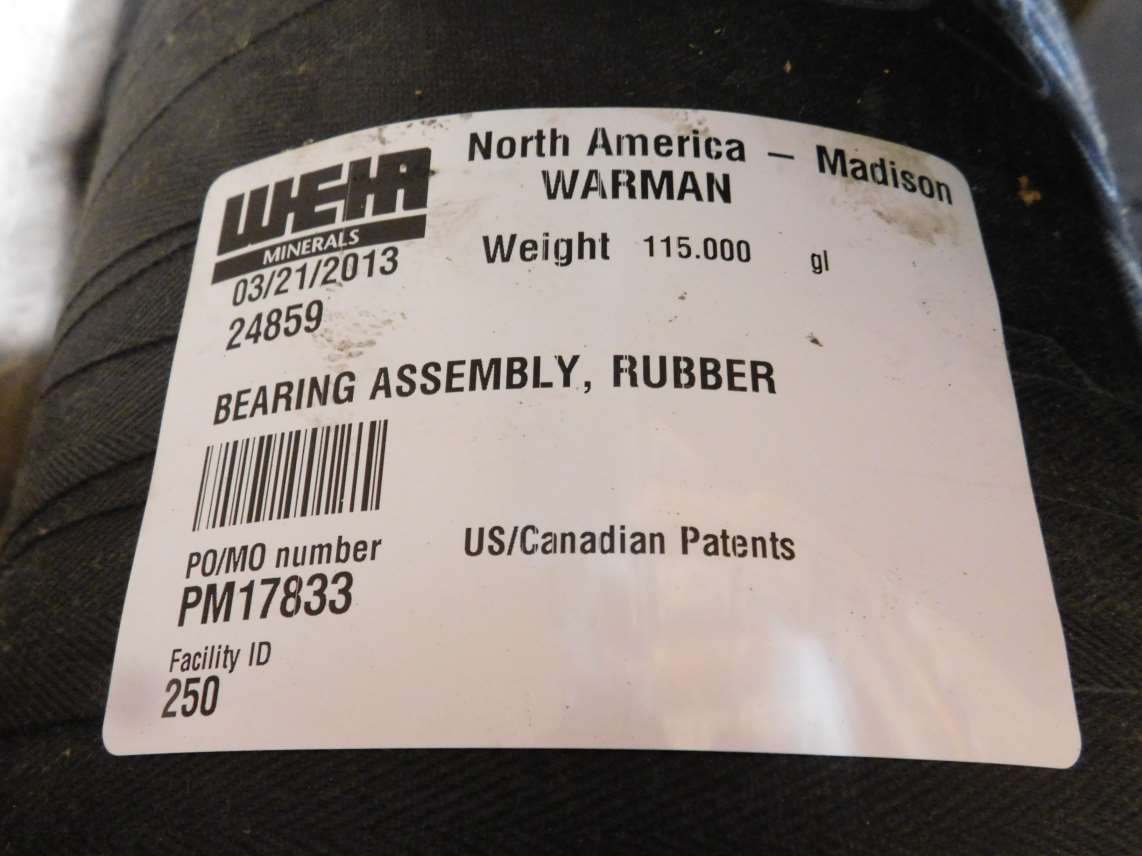 WEIR
MINERALS
North America – Madison
WARMAN
03/21/2013
Weight 115.000 gl
24859
BEARING ASSEMBLY, RUBBER
PO/MO number
US/Canadian Patents
PM17833
Facility ID
250